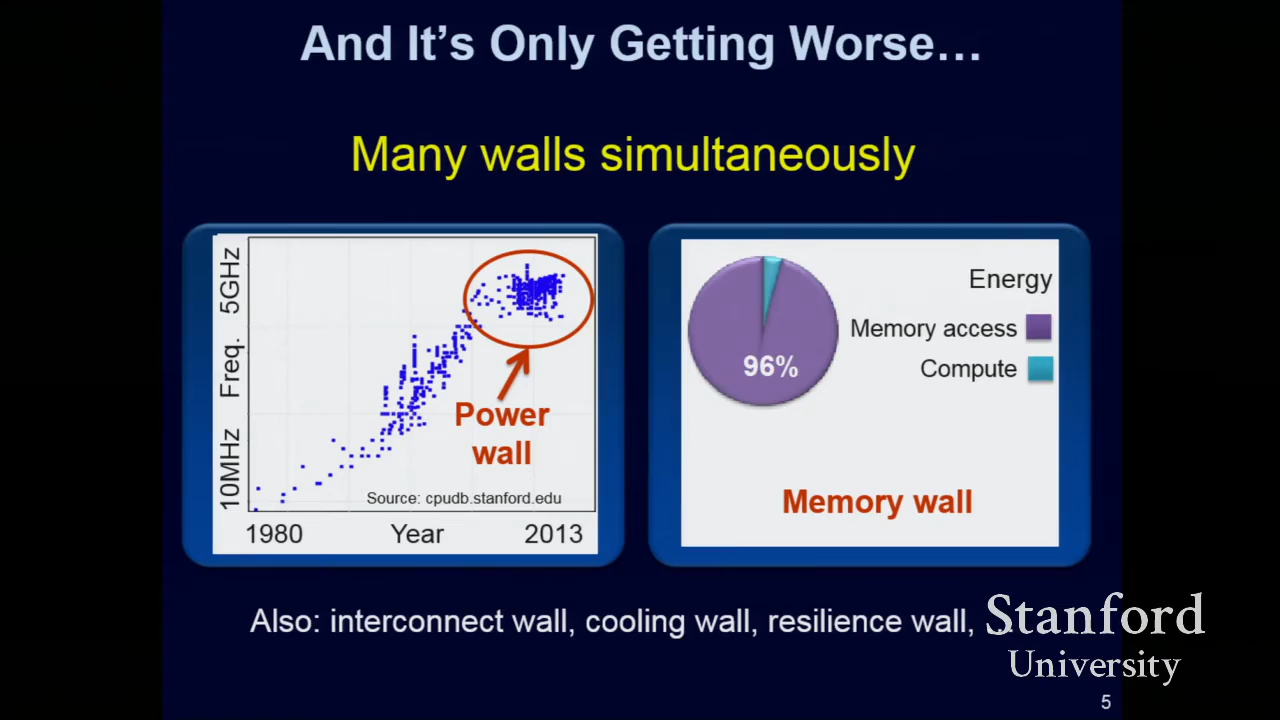 And It's Only Getting Worse…
Many walls simultaneously
10MHz Freq. 5GHz
Power
wall
Source: cpudb.stanford.edu
1980 Year 2013
Energy
Memory access
Compute
96%
Memory wall
Also: interconnect wall, cooling wall, resilience wall,
Stanford
University
5